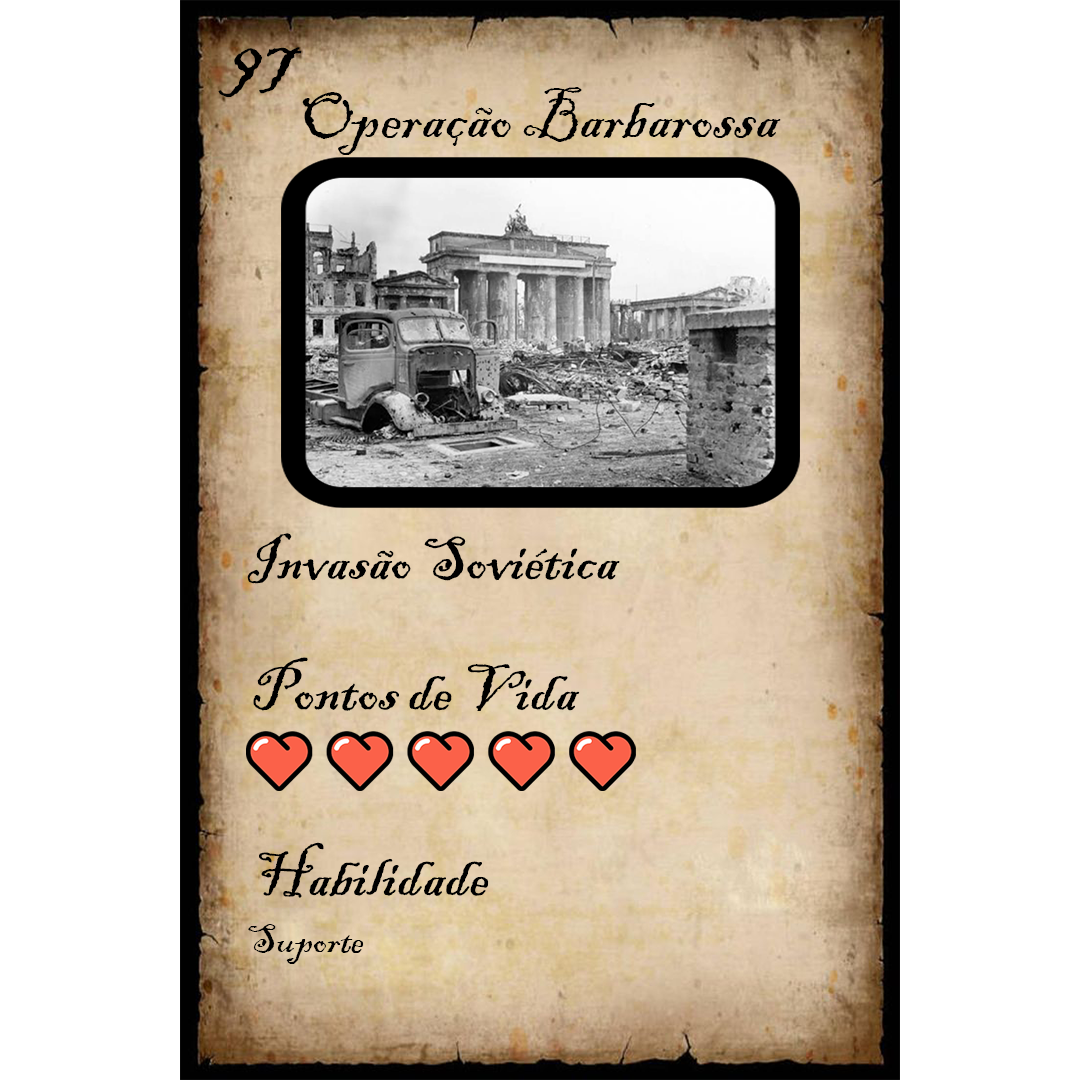 97
Operação Barbarossa
Invasão Soviética
Pontos de Vida
Habilidade
Suporte